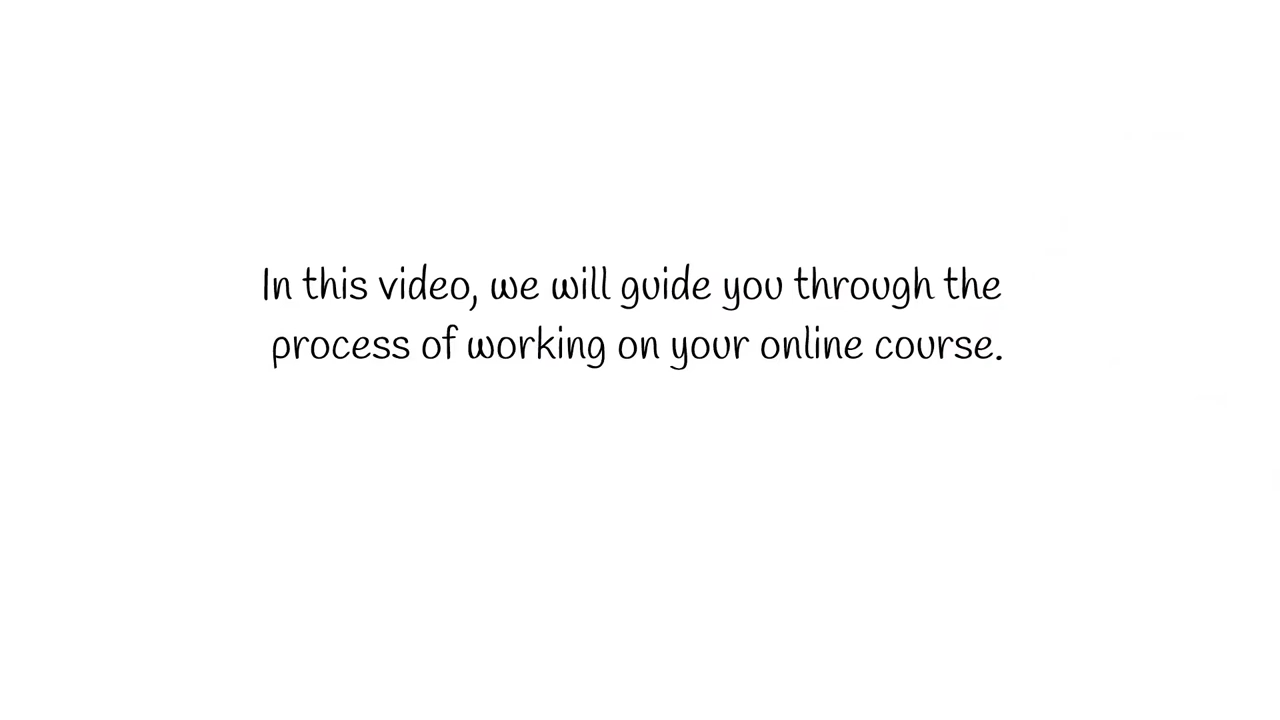 In this video, we will guide you through the
process of working on your online course.